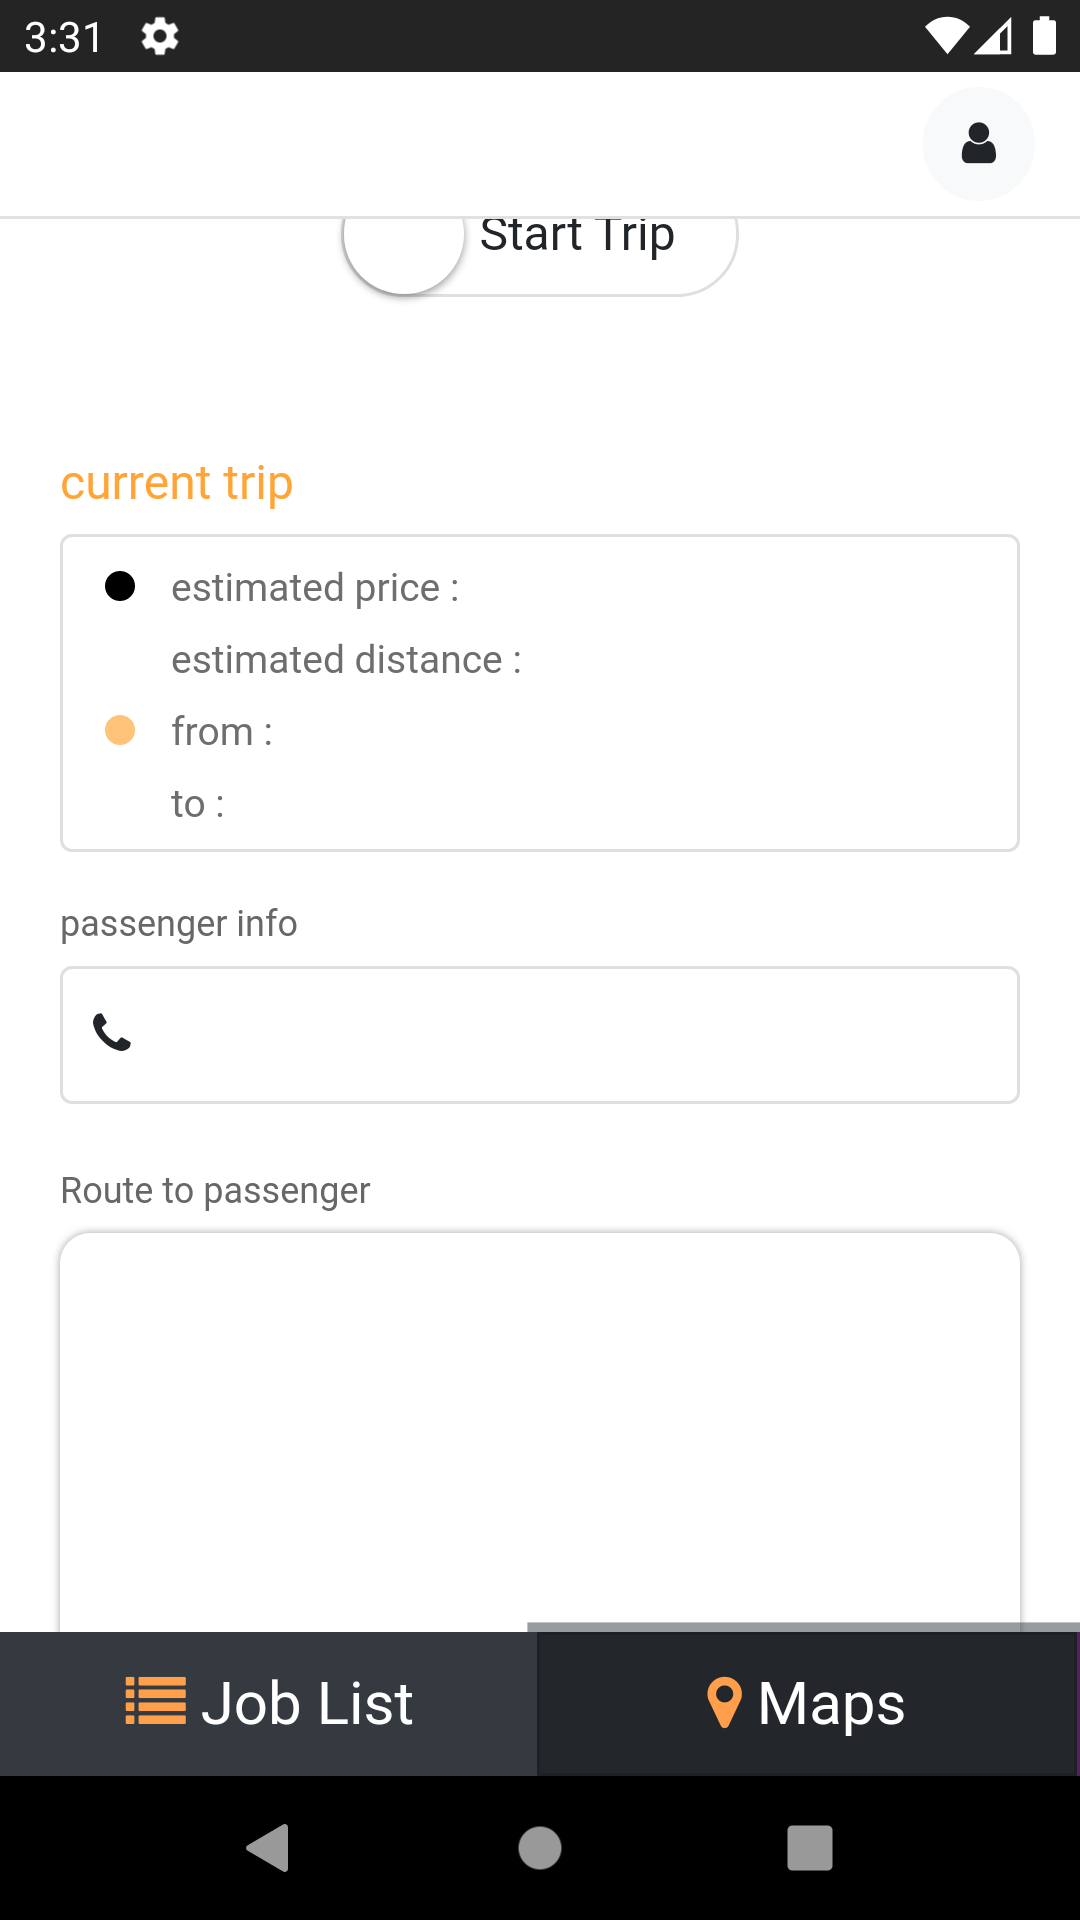 3:31
Start Trip
current trip
estimated price :
estimated distance :
from :
to :
passenger info
Route to passenger
Job List
Maps